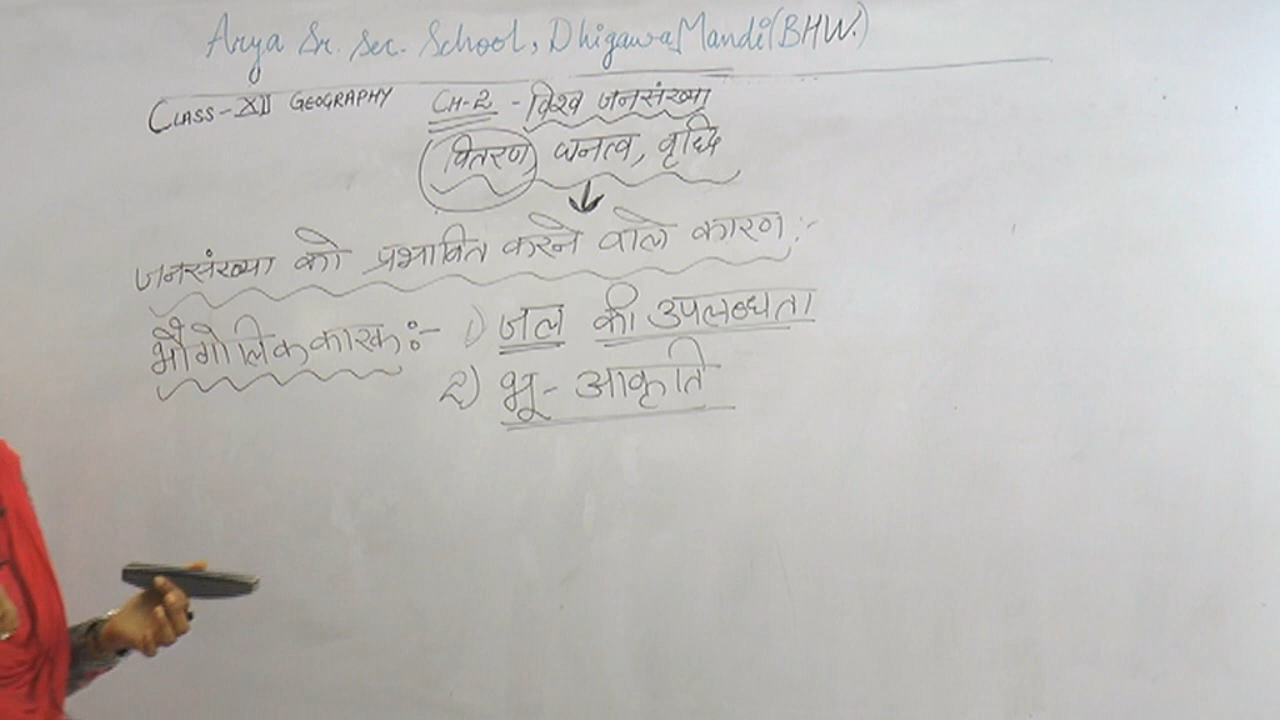 Arya Sr. Sec. School, Dhigawa Mandi (BHW.)
CLASS-XII GEOGRAPHY CH-2 - विश्व जनसंख्या
वितरण घनत्व, वृद्धि
जनसंख्या को प्रभावित करने वाले कारण :-
भौगोलिक कारक :- 1) जल की उपलब्धता
2) भू-आकृति